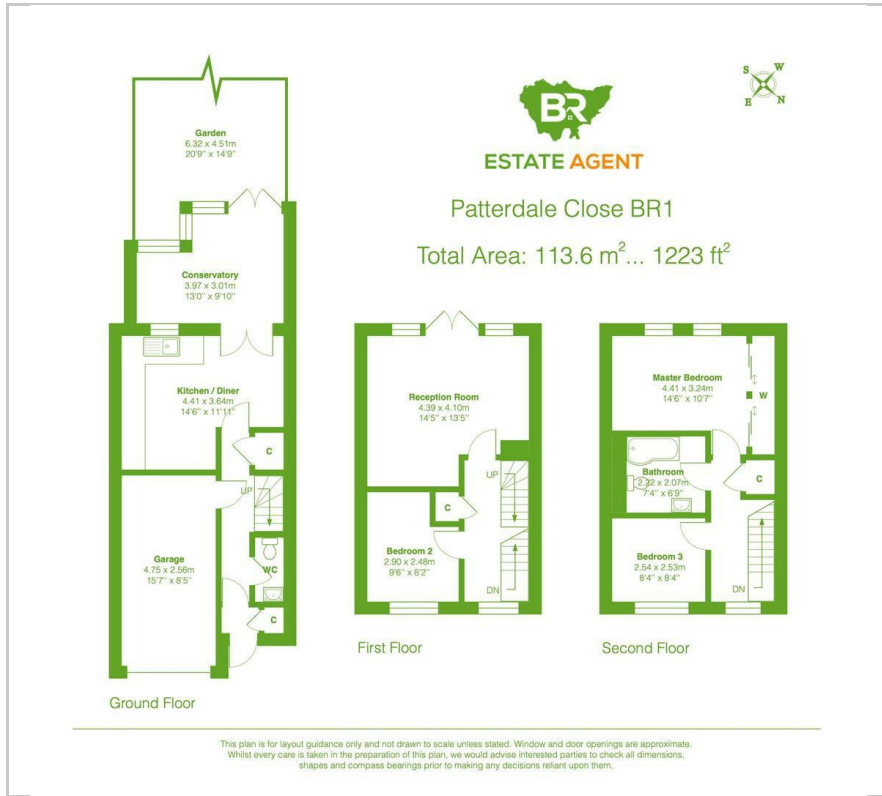 BR
ESTATE AGENT
S
W
E
N
Patterdale Close BR1
Total Area: 113.6 m²... 1223 ft²
Garden
6.32 x 4.51m
20'9" x 14'9"
Conservatory
3.97 x 3.01m
13'0" x 9'10"
Kitchen / Diner
4.41 x 3.64m
14'6" x 11'11"
C
UP
Garage
4.75 x 2.56m
15'7" x 8'5"
WC
C
Ground Floor
Reception Room
4.39 x 4.10m
14'5" x 13'5"
UP
C
Bedroom 2
2.90 x 2.48m
9'6" x 8'2"
DN
First Floor
Master Bedroom
4.41 x 3.24m
14'6" x 10'7"
W
Bathroom
2.22 x 2.07m
7'4" x 6'9"
C
Bedroom 3
2.54 x 2.53m
8'4" x 8'4"
DN
Second Floor
This plan is for layout guidance only and not drawn to scale unless stated. Window and door openings are approximate.
Whilst every care is taken in the preparation of this plan, we would advise interested parties to check all dimensions,
shapes and compass bearings prior to making any decisions reliant upon them.